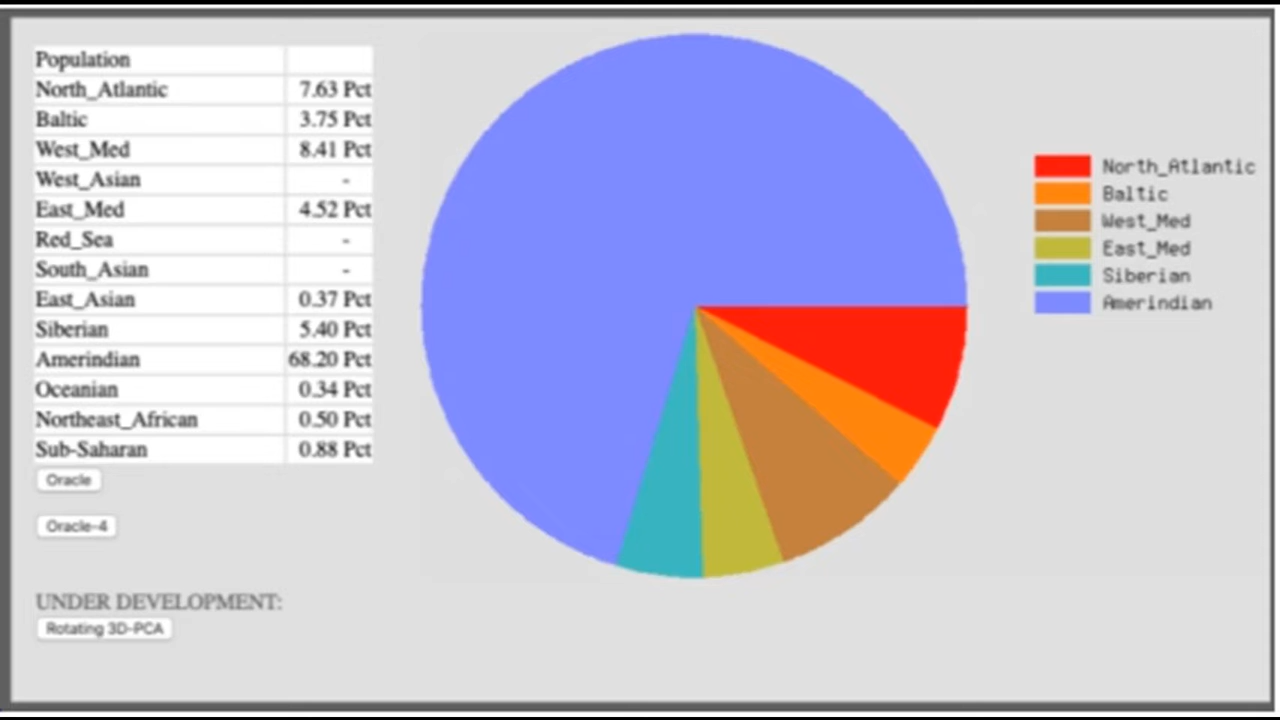 Population
North_Atlantic 7.63 Pct
Baltic 3.75 Pct
West_Med 8.41 Pct
West_Asian -
East_Med 4.52 Pct
Red_Sea -
South_Asian -
East_Asian 0.37 Pct
Siberian 5.40 Pct
Amerindian 68.20 Pct
Oceanian 0.34 Pct
Northeast_African 0.50 Pct
Sub-Saharan 0.88 Pct
Oracle
Oracle-4
UNDER DEVELOPMENT:
Rotating 3D-PCA
North_Atlantic
Baltic
West_Med
East_Med
Siberian
Amerindian